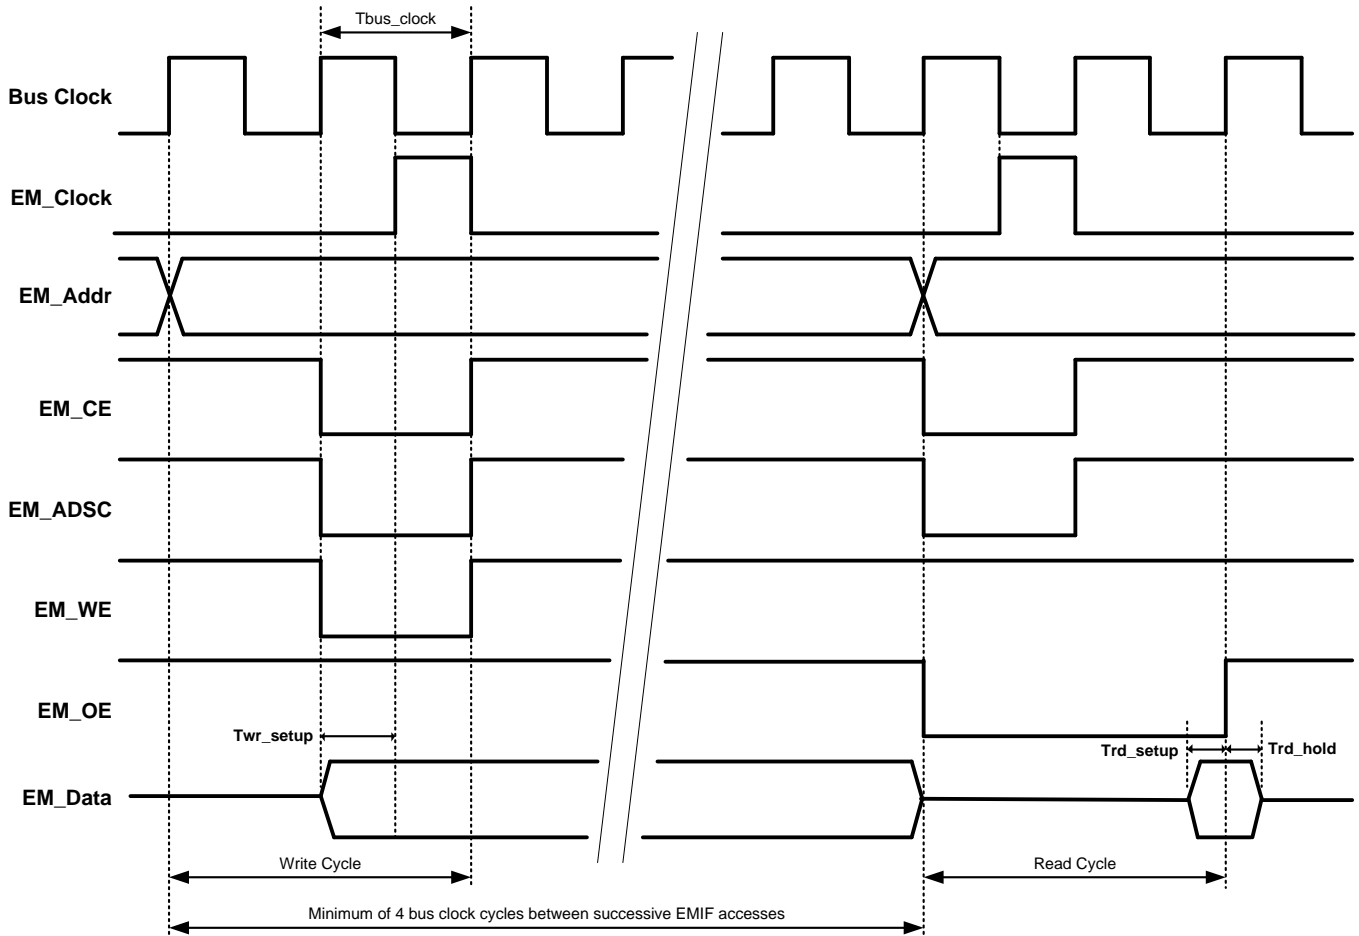 Tbus_clock
Bus Clock
EM_Clock
EM_Addr
EM_CE
EM_ADSC
EM_WE
EM_OE
Twr_setup
Trd_setup
Trd_hold
EM_Data
Write Cycle
Read Cycle
Minimum of 4 bus clock cycles between successive EMIF accesses